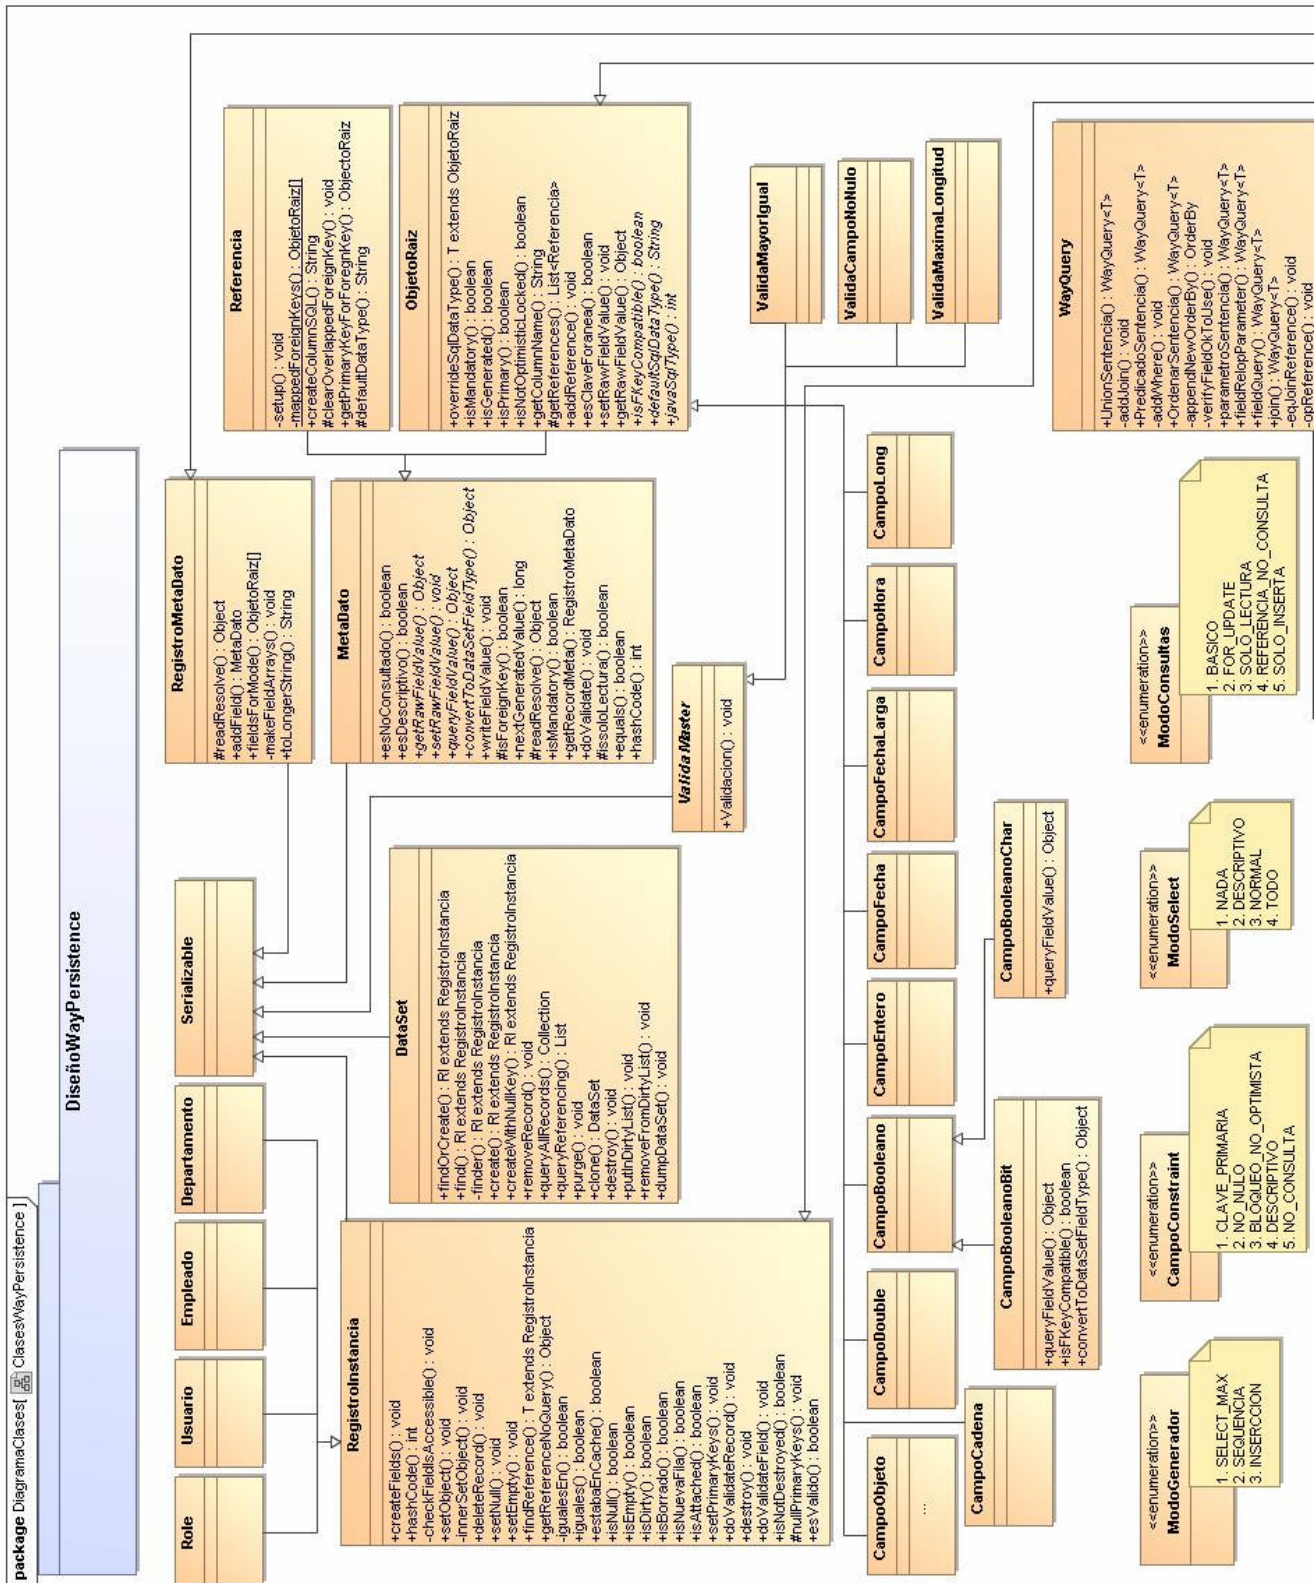 package DiagramaClases[ ClasesWayPersistence ]
DiseñoWayPersistence
Role
Usuario
Empleado
Departamento
Serializable
RegistroMetaDato
#readResolve() : Object
+addField() : MetaDato
+fieldsForMode() : ObjetoRaiz[]
-makeFieldArrays() : void
+toLongerString() : String
Referencia
-setup() : void
-mappedForeignKeys() : ObjetoRaiz[]
+createColumnSQL() : String
#clearOverlappedForeignKey() : void
+getPrimaryKeyForForegnKey() : ObjectoRaiz
#defaultDataType() : String
RegistroInstancia
+createFields() : void
+hashCode() : int
-checkFieldIsAccessible() : void
+setObject() : void
-innerSetObject() : void
+deleteRecord() : void
+setNull() : void
+setEmpty() : void
+findReference() : T extends RegistroInstancia
+getReferenceNoQuery() : Object
-igualesEn() : boolean
+iguales() : boolean
+estabaEnCache() : boolean
+isNull() : boolean
+isEmpty() : boolean
+isDirty() : boolean
+isBorrado() : boolean
+isNuevaFila() : boolean
+isAttached() : boolean
+setPrimaryKeys() : void
+doValidateRecord() : void
+destroy() : void
+doValidateField() : void
+isNotDestroyed() : boolean
#nullPrimaryKeys() : void
+esValido() : boolean
DataSet
+findOrCreate() : RI extends RegistroInstancia
+find() : RI extends RegistroInstancia
-finder() : RI extends RegistroInstancia
+create() : RI extends RegistroInstancia
+createWithNullKey() : RI extends RegistroInstancia
+removeRecord() : void
+queryAllRecords() : Collection
+queryReferencing() : List
+purge() : void
+clone() : DataSet
+destroy() : void
+putInDirtyList() : void
+removeFromDirtyList() : void
+dumpDataSet() : void
MetaDato
+esNoConsultado() : boolean
+esDescriptivo() : boolean
+getRawFieldValue() : Object
+setRawFieldValue() : void
+queryFieldValue() : Object
+convertToDataSetFieldType() : Object
+writeFieldValue() : void
#isForeignKey() : boolean
+nextGeneratedValue() : long
#readResolve() : Object
+isMandatory() : boolean
+getRecordMeta() : RegistroMetaDato
+doValidate() : void
#issoloLectura() : boolean
+equals() : boolean
+hashCode() : int
ObjetoRaiz
+overrideSqlDataType() : T extends ObjetoRaiz
+isMandatory() : boolean
+isGenerated() : boolean
+isPrimary() : boolean
+isNotOptimisticLocked() : boolean
+getColumnName() : String
#getReferences() : List<Referencia>
+addReference() : void
+esClaveForanea() : boolean
+setRawFieldValue() : void
+getRawFieldValue() : Object
+isFKeyCompatible() : boolean
+defaultSqlDataType() : String
+javaSqlType() : int
Valida Master
+Validacion() : void
ValidaMayorIgual
ValidaCampoNoNulo
ValidaMaximaLongitud
CampoObjeto
...
CampoDouble
CampoBooleano
CampoEntero
CampoFecha
CampoFechaLarga
CampoHora
CampoLong
CampoCadena
CampoBooleanoBit
+queryFieldValue() : Object
+isFKeyCompatible() : boolean
+convertToDataSetFieldType() : Object
CampoBooleanoChar
+queryFieldValue() : Object
WayQuery
+UnionSentencia() : WayQuery<T>
-addJoin() : void
+PredicadoSentencia() : WayQuery<T>
-addWhere() : void
+OrdenarSentencia() : WayQuery<T>
-appendNewOrderBy() : OrderBy
-verifyFieldOkToUse() : void
+parametroSentencia() : WayQuery<T>
+fieldRelopParameter() : WayQuery<T>
+fieldQuery() : WayQuery<T>
+join() : WayQuery<T>
-eqJoinReference() : void
-opReference() : void
<<enumeration>>
ModoGenerador
1. SELECT_MAX
2. SEQUENCIA
3. INSERCCION
<<enumeration>>
CampoConstraint
1. CLAVE_PRIMARIA
2. NO_NULO
3. BLOQUEO_NO_OPTIMISTA
4. DESCRIPTIVO
5. NO_CONSULTA
<<enumeration>>
ModoSelect
1. NADA
2. DESCRIPTIVO
3. NORMAL
4. TODO
<<enumeration>>
ModoConsultas
1. BASICO
2. FOR_UPDATE
3. SOLO_LECTURA
4. REFERENCIA_NO_CONSULTA
5. SOLO_INSERTA